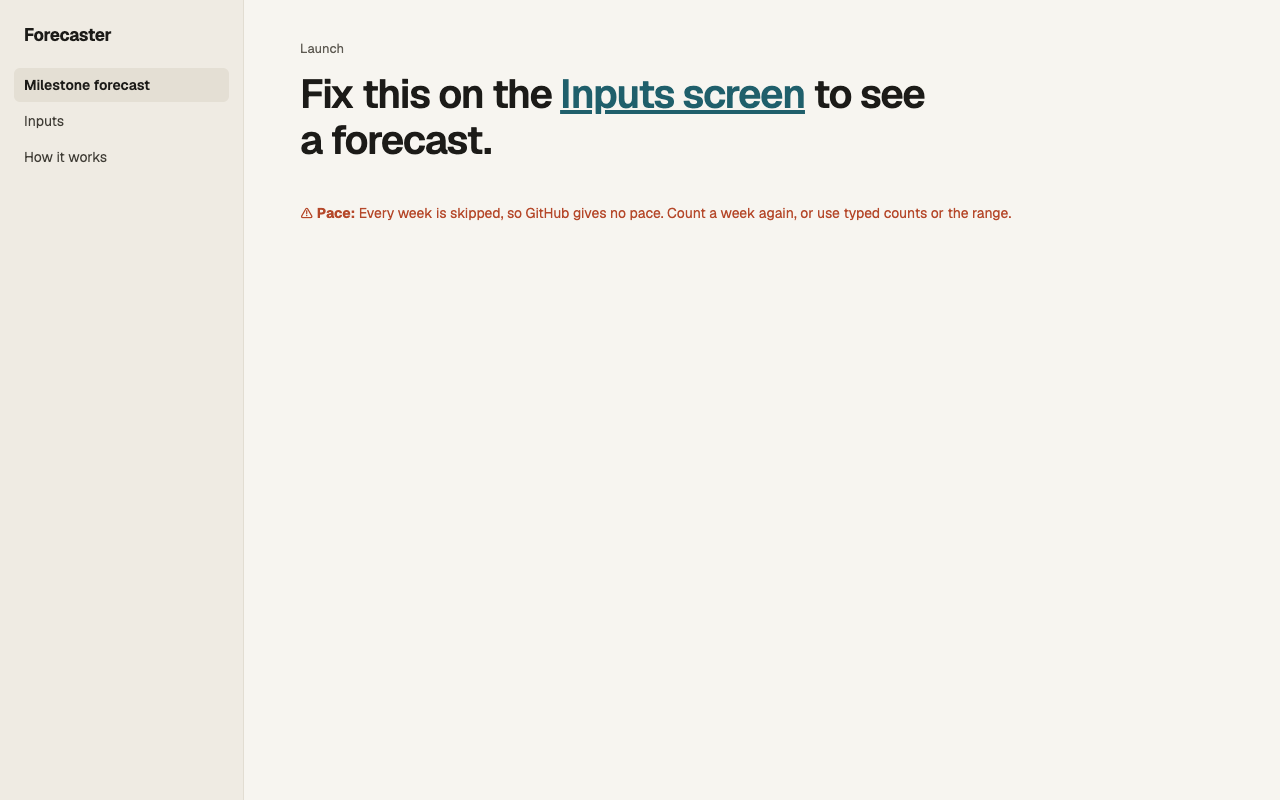 Forecaster
Milestone forecast
Inputs
How it works
Launch
Fix this on the Inputs screen to see
a forecast.
⚠ Pace: Every week is skipped, so GitHub gives no pace. Count a week again, or use typed counts or the range.